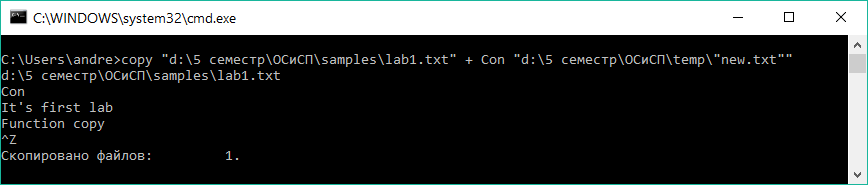 C:\WINDOWS\system32\cmd.exe
C:\Users\andre>copy "d:\5 семестр\ОСиСП\samples\lab1.txt" + Con "d:\5 семестр\ОСиСП\temp\"new.txt""
d:\5 семестр\ОСиСП\samples\lab1.txt
Con
It's first lab
Function copy
^Z
Скопировано файлов:         1.